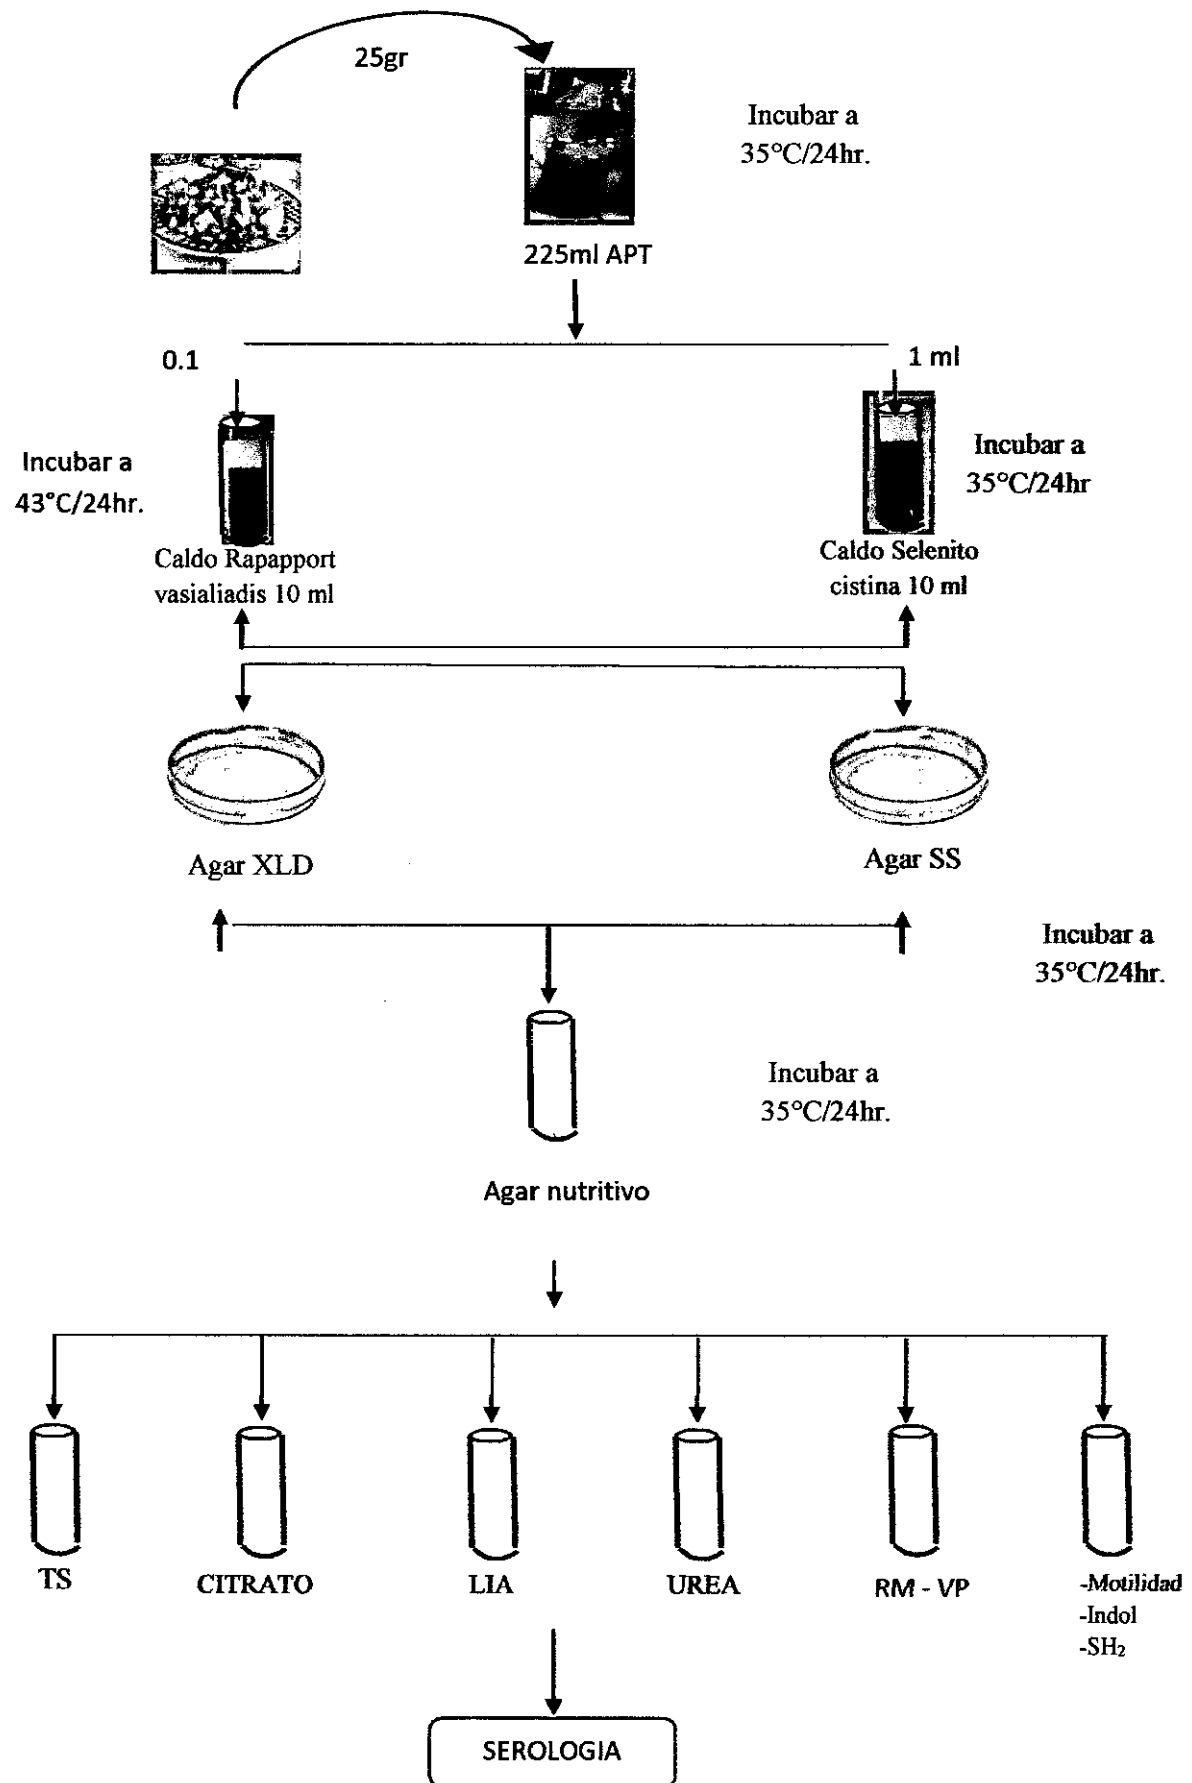 25gr
Incubar a
35°C/24hr.
225ml APT
0.1
1 ml
Incubar a
43°C/24hr.
Incubar a
35°C/24hr
Caldo Rapapport
vasialiadis 10 ml
Caldo Selenito
cistina 10 ml
Agar XLD
Agar SS
Incubar a
35°C/24hr.
Incubar a
35°C/24hr.
Agar nutritivo
TS
CITRATO
LIA
UREA
RM - VP
-Motilidad
-Indol
-SH₂
SEROLOGIA